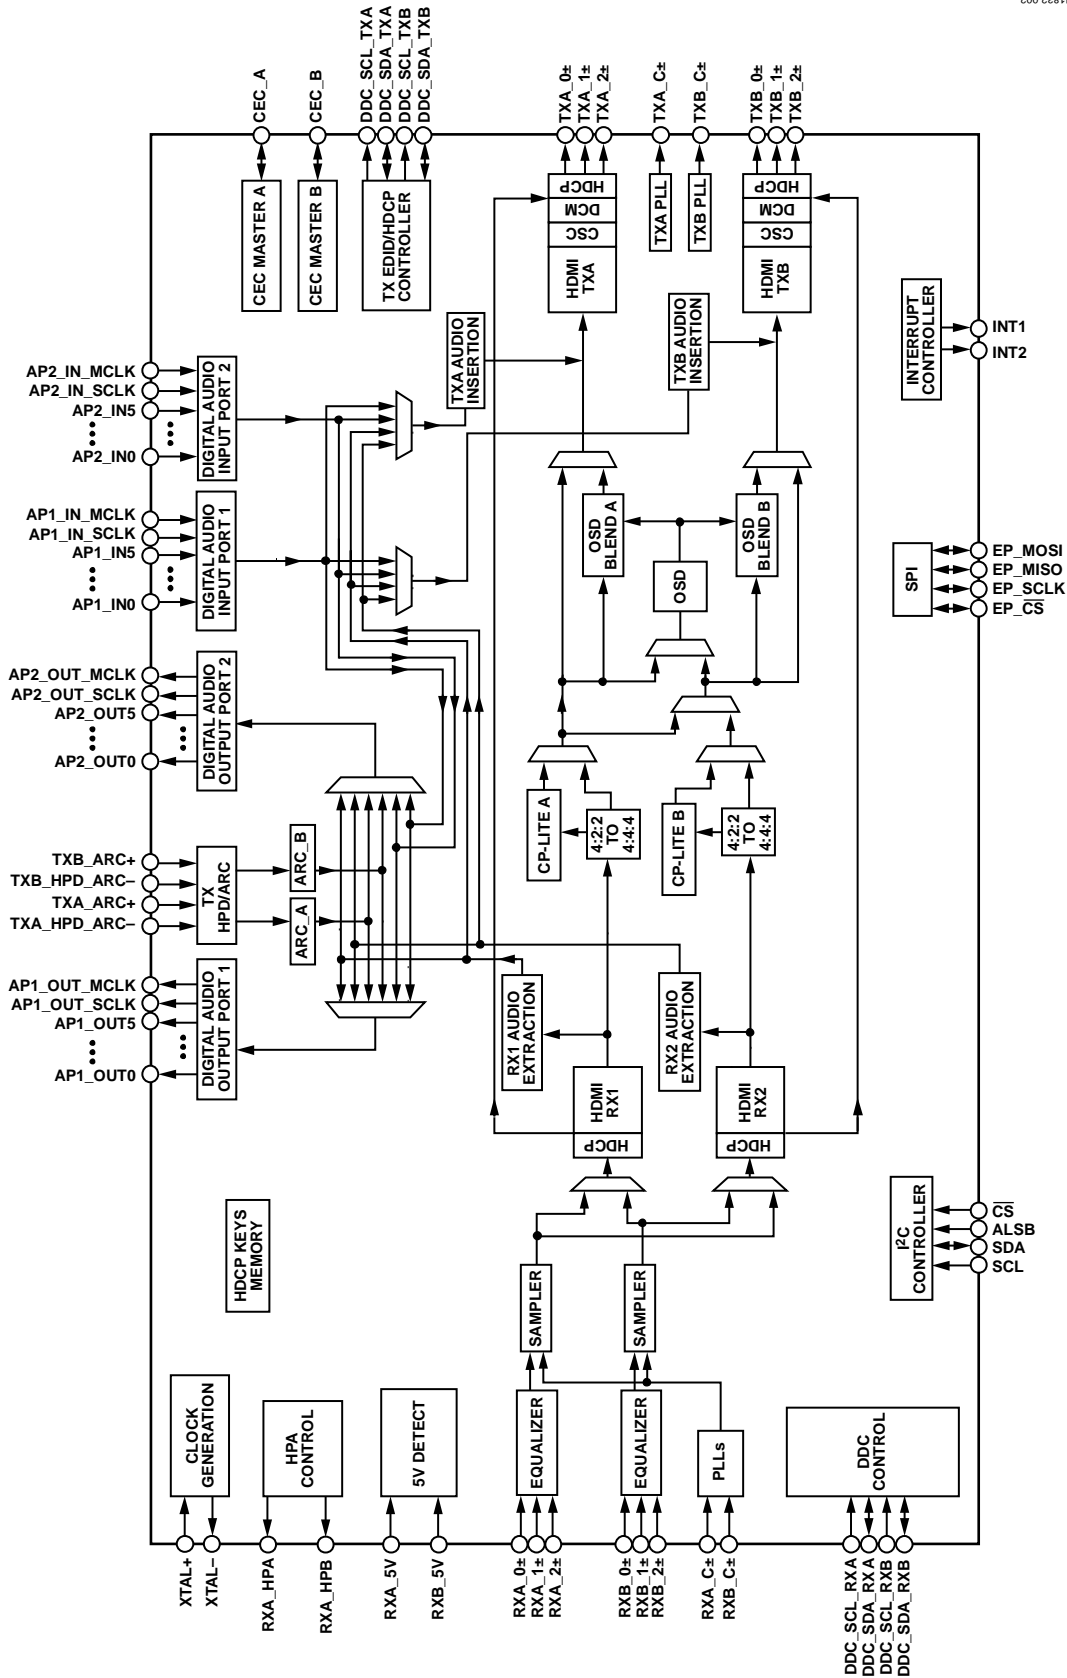 11832-002
CEC_A
CEC_B
DDC_SCL_TXA
DDC_SDA_TXA
DDC_SCL_TXB
DDC_SDA_TXB
TXA_0±
TXA_1±
TXA_2±
TXA_C±
TXB_C±
TXB_0±
TXB_1±
TXB_2±
CEC MASTER A
CEC MASTER B
TX EDID/HDCP
CONTROLLER
HDCP
DCM
CSC
HDMI
TXA
TXA PLL
TXB PLL
HDCP
DCM
CSC
HDMI
TXB
INTERRUPT
CONTROLLER
INT1
INT2
AP2_IN_MCLK
AP2_IN_SCLK
AP2_IN5
AP2_IN0
DIGITAL AUDIO
INPUT PORT 2
TXA AUDIO
INSERTION
TXB AUDIO
INSERTION
AP1_IN_MCLK
AP1_IN_SCLK
AP1_IN5
AP1_IN0
DIGITAL AUDIO
INPUT PORT 1
OSD
BLEND A
OSD
OSD
BLEND B
SPI
EP_MOSI
EP_MISO
EP_SCLK
EP_CS
AP2_OUT_MCLK
AP2_OUT_SCLK
AP2_OUT5
AP2_OUT0
DIGITAL AUDIO
OUTPUT PORT 2
CP-LITE A
4:2:2
TO
4:4:4
CP-LITE B
4:2:2
TO
4:4:4
TXB_ARC+
TXB_HPD_ARC–
TXA_ARC+
TXA_HPD_ARC–
TX
HPD/ARC
ARC_B
ARC_A
AP1_OUT_MCLK
AP1_OUT_SCLK
AP1_OUT5
AP1_OUT0
DIGITAL AUDIO
OUTPUT PORT 1
RX1 AUDIO
EXTRACTION
RX2 AUDIO
EXTRACTION
HDMI
RX1
HDCP
HDMI
RX2
HDCP
HDCP KEYS
MEMORY
I2C
CONTROLLER
CS
ALSB
SDA
SCL
SAMPLER
SAMPLER
CLOCK
GENERATION
HPA
CONTROL
5V DETECT
EQUALIZER
EQUALIZER
PLLs
DDC
CONTROL
XTAL+
XTAL–
RXA_HPA
RXA_HPB
RXA_5V
RXB_5V
RXA_0±
RXA_1±
RXA_2±
RXB_0±
RXB_1±
RXB_2±
RXA_C±
RXB_C±
DDC_SCL_RXA
DDC_SDA_RXA
DDC_SCL_RXB
DDC_SDA_RXB